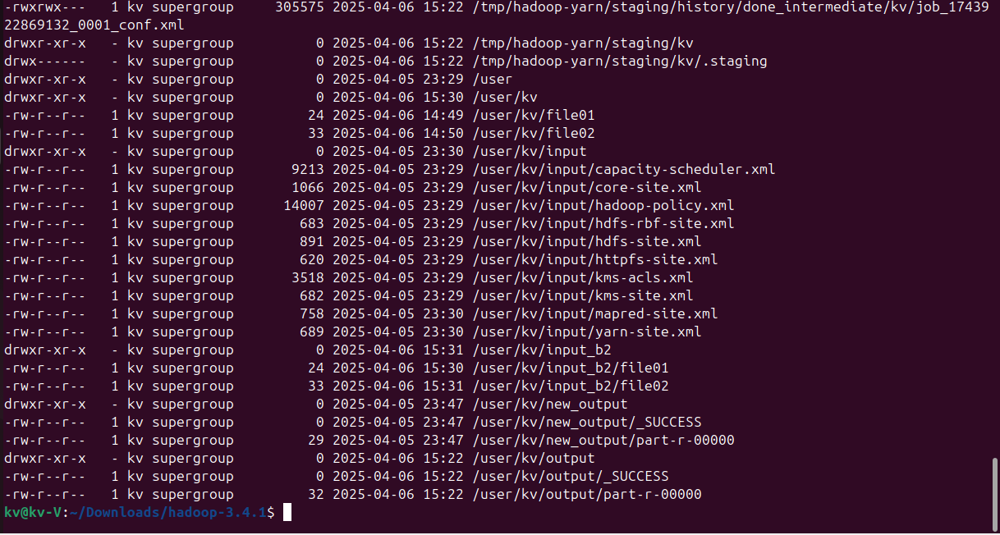 -rwxrwx---   1 kv supergroup     305575 2025-04-06 15:22 /tmp/hadoop-yarn/staging/history/done_intermediate/kv/job_17439
22869132_0001_conf.xml
drwxr-xr-x   - kv supergroup          0 2025-04-06 15:22 /tmp/hadoop-yarn/staging/kv
drwx------   - kv supergroup          0 2025-04-06 15:22 /tmp/hadoop-yarn/staging/kv/.staging
drwxr-xr-x   - kv supergroup          0 2025-04-05 23:29 /user
drwxr-xr-x   - kv supergroup          0 2025-04-06 15:30 /user/kv
-rw-r--r--   1 kv supergroup         24 2025-04-06 14:49 /user/kv/file01
-rw-r--r--   1 kv supergroup         33 2025-04-06 14:50 /user/kv/file02
drwxr-xr-x   - kv supergroup          0 2025-04-05 23:30 /user/kv/input
-rw-r--r--   1 kv supergroup       9213 2025-04-05 23:29 /user/kv/input/capacity-scheduler.xml
-rw-r--r--   1 kv supergroup       1066 2025-04-05 23:29 /user/kv/input/core-site.xml
-rw-r--r--   1 kv supergroup      14007 2025-04-05 23:29 /user/kv/input/hadoop-policy.xml
-rw-r--r--   1 kv supergroup        683 2025-04-05 23:29 /user/kv/input/hdfs-rbf-site.xml
-rw-r--r--   1 kv supergroup        891 2025-04-05 23:29 /user/kv/input/hdfs-site.xml
-rw-r--r--   1 kv supergroup        620 2025-04-05 23:29 /user/kv/input/httpfs-site.xml
-rw-r--r--   1 kv supergroup       3518 2025-04-05 23:29 /user/kv/input/kms-acls.xml
-rw-r--r--   1 kv supergroup        682 2025-04-05 23:29 /user/kv/input/kms-site.xml
-rw-r--r--   1 kv supergroup        758 2025-04-05 23:30 /user/kv/input/mapred-site.xml
-rw-r--r--   1 kv supergroup        689 2025-04-05 23:30 /user/kv/input/yarn-site.xml
drwxr-xr-x   - kv supergroup          0 2025-04-06 15:31 /user/kv/input_b2
-rw-r--r--   1 kv supergroup         24 2025-04-06 15:30 /user/kv/input_b2/file01
-rw-r--r--   1 kv supergroup         33 2025-04-06 15:31 /user/kv/input_b2/file02
drwxr-xr-x   - kv supergroup          0 2025-04-05 23:47 /user/kv/new_output
-rw-r--r--   1 kv supergroup          0 2025-04-05 23:47 /user/kv/new_output/_SUCCESS
-rw-r--r--   1 kv supergroup         29 2025-04-05 23:47 /user/kv/new_output/part-r-00000
drwxr-xr-x   - kv supergroup          0 2025-04-06 15:22 /user/kv/output
-rw-r--r--   1 kv supergroup          0 2025-04-06 15:22 /user/kv/output/_SUCCESS
-rw-r--r--   1 kv supergroup         32 2025-04-06 15:22 /user/kv/output/part-r-00000
kv@kv-V:~/Downloads/hadoop-3.4.1$